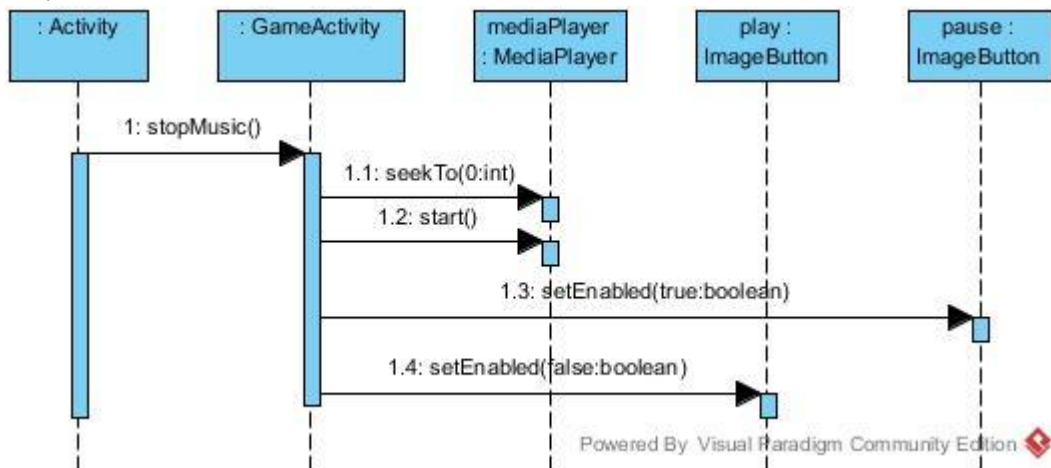 : Activity
: GameActivity
mediaPlayer
: MediaPlayer
play :
ImageButton
pause :
ImageButton
1: stopMusic()
1.1: seekTo(0:int)
1.2: start()
1.3: setEnabled(true:boolean)
1.4: setEnabled(false:boolean)
Powered By Visual Paradigm Community Edition